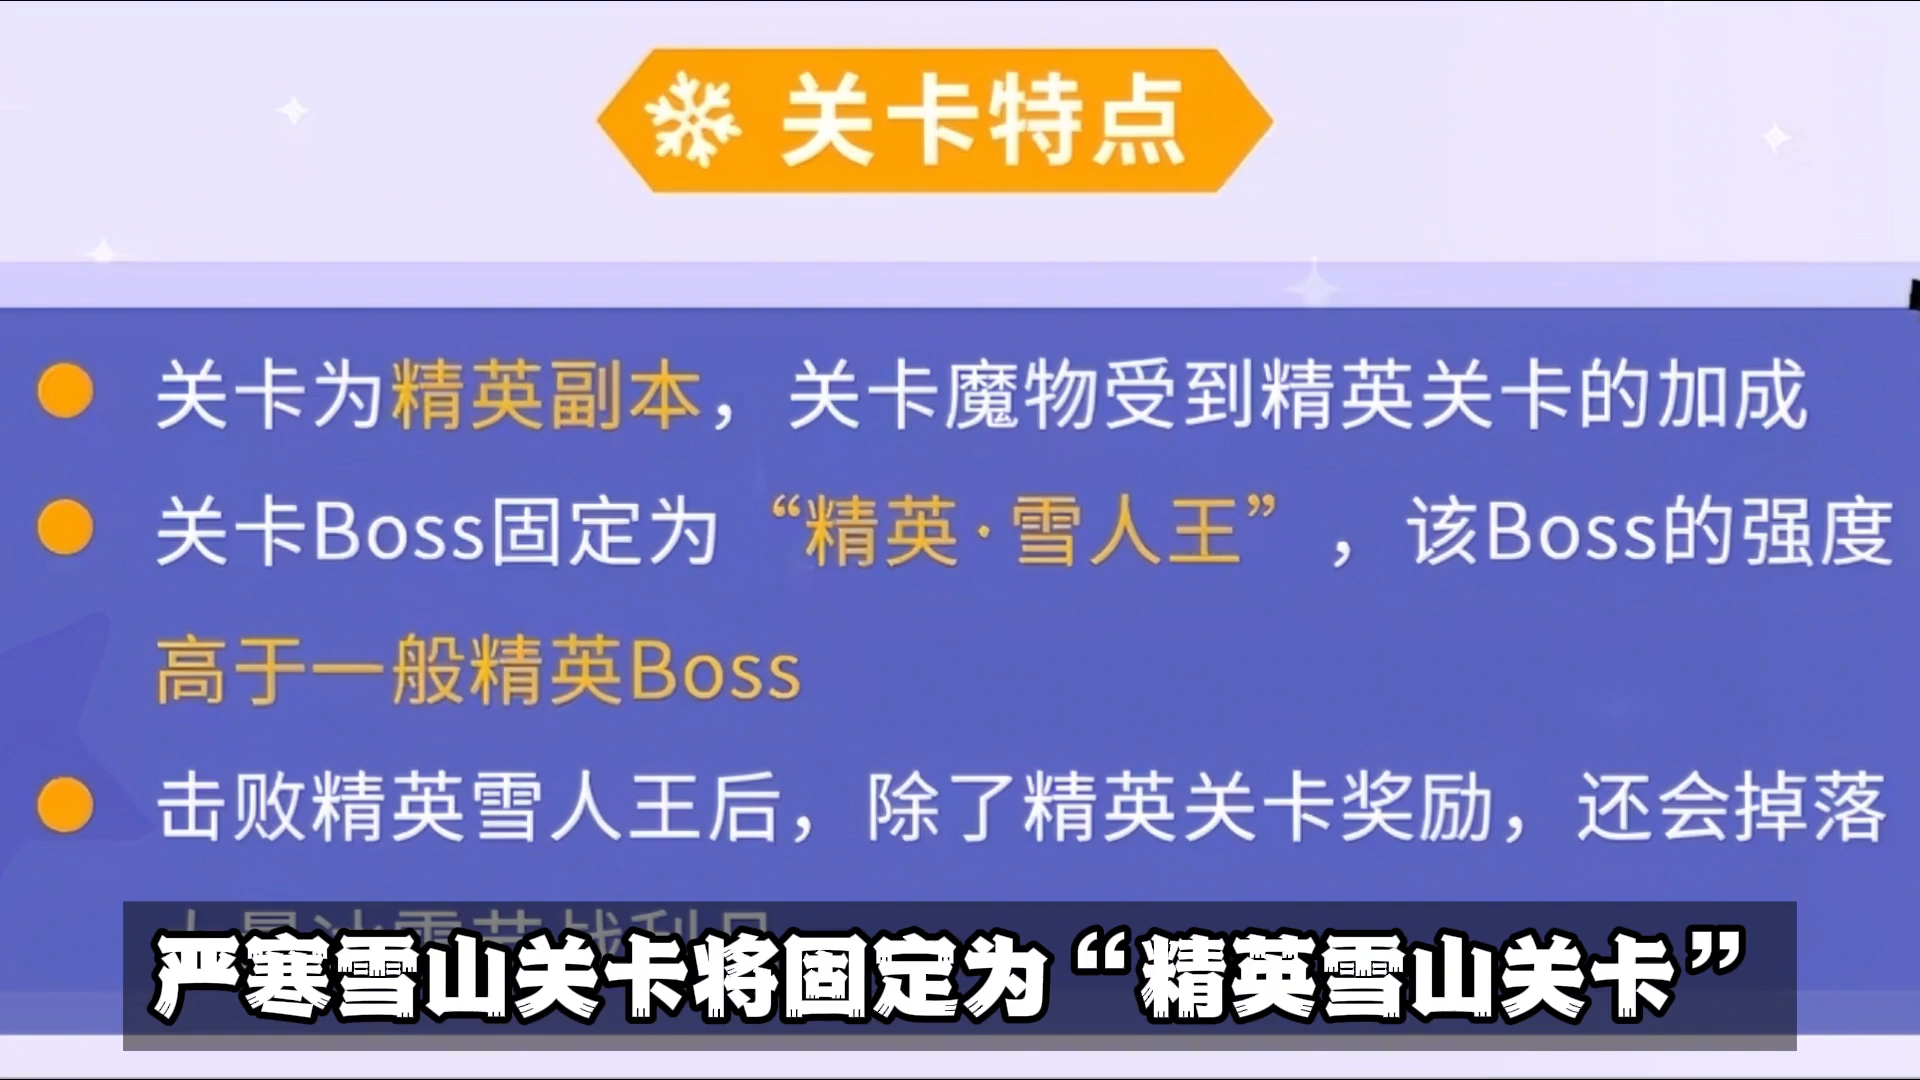 关卡特点
关卡为精英副本，关卡魔物受到精英关卡的加成
关卡Boss固定为“精英·雪人王”，该Boss的强度
高于一般精英Boss
击败精英雪人王后，除了精英关卡奖励，还会掉落
严寒雪山关卡将固定为“精英雪山关卡”